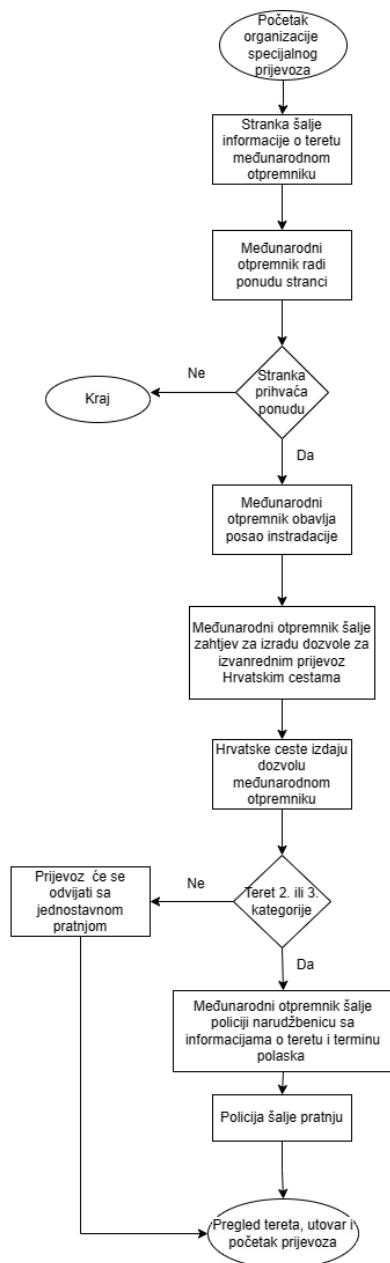 Početak
organizacije
specijalnog
prijevoza
Stranka šalje
informacije o teretu
međunarodnom
otpremniku
Međunarodni
otpremnik radi
ponudu stranci
Ne
Stranka
prihvaća
ponudu
Kraj
Da
Međunarodni
otpremnik obavlja
posao instradacije
Međunarodni otpremnik šalje
zahtjev za izradu dozvole za
izvanrednim prijevoz
Hrvatskim cestama
Hrvatske ceste izdaju
dozvolu
međunarodnom
otpremniku
Prijevoz će se
odvijati sa
jednostavnom
pratnjom
Ne
Teret 2. ili 3.
kategorije
Da
Međunarodni otpremnik šalje
policiji narudžbenicu sa
informacijama o teretu i terminu
polaska
Policija šalje pratnju
Pregled tereta, utovar i
početak prijevoza